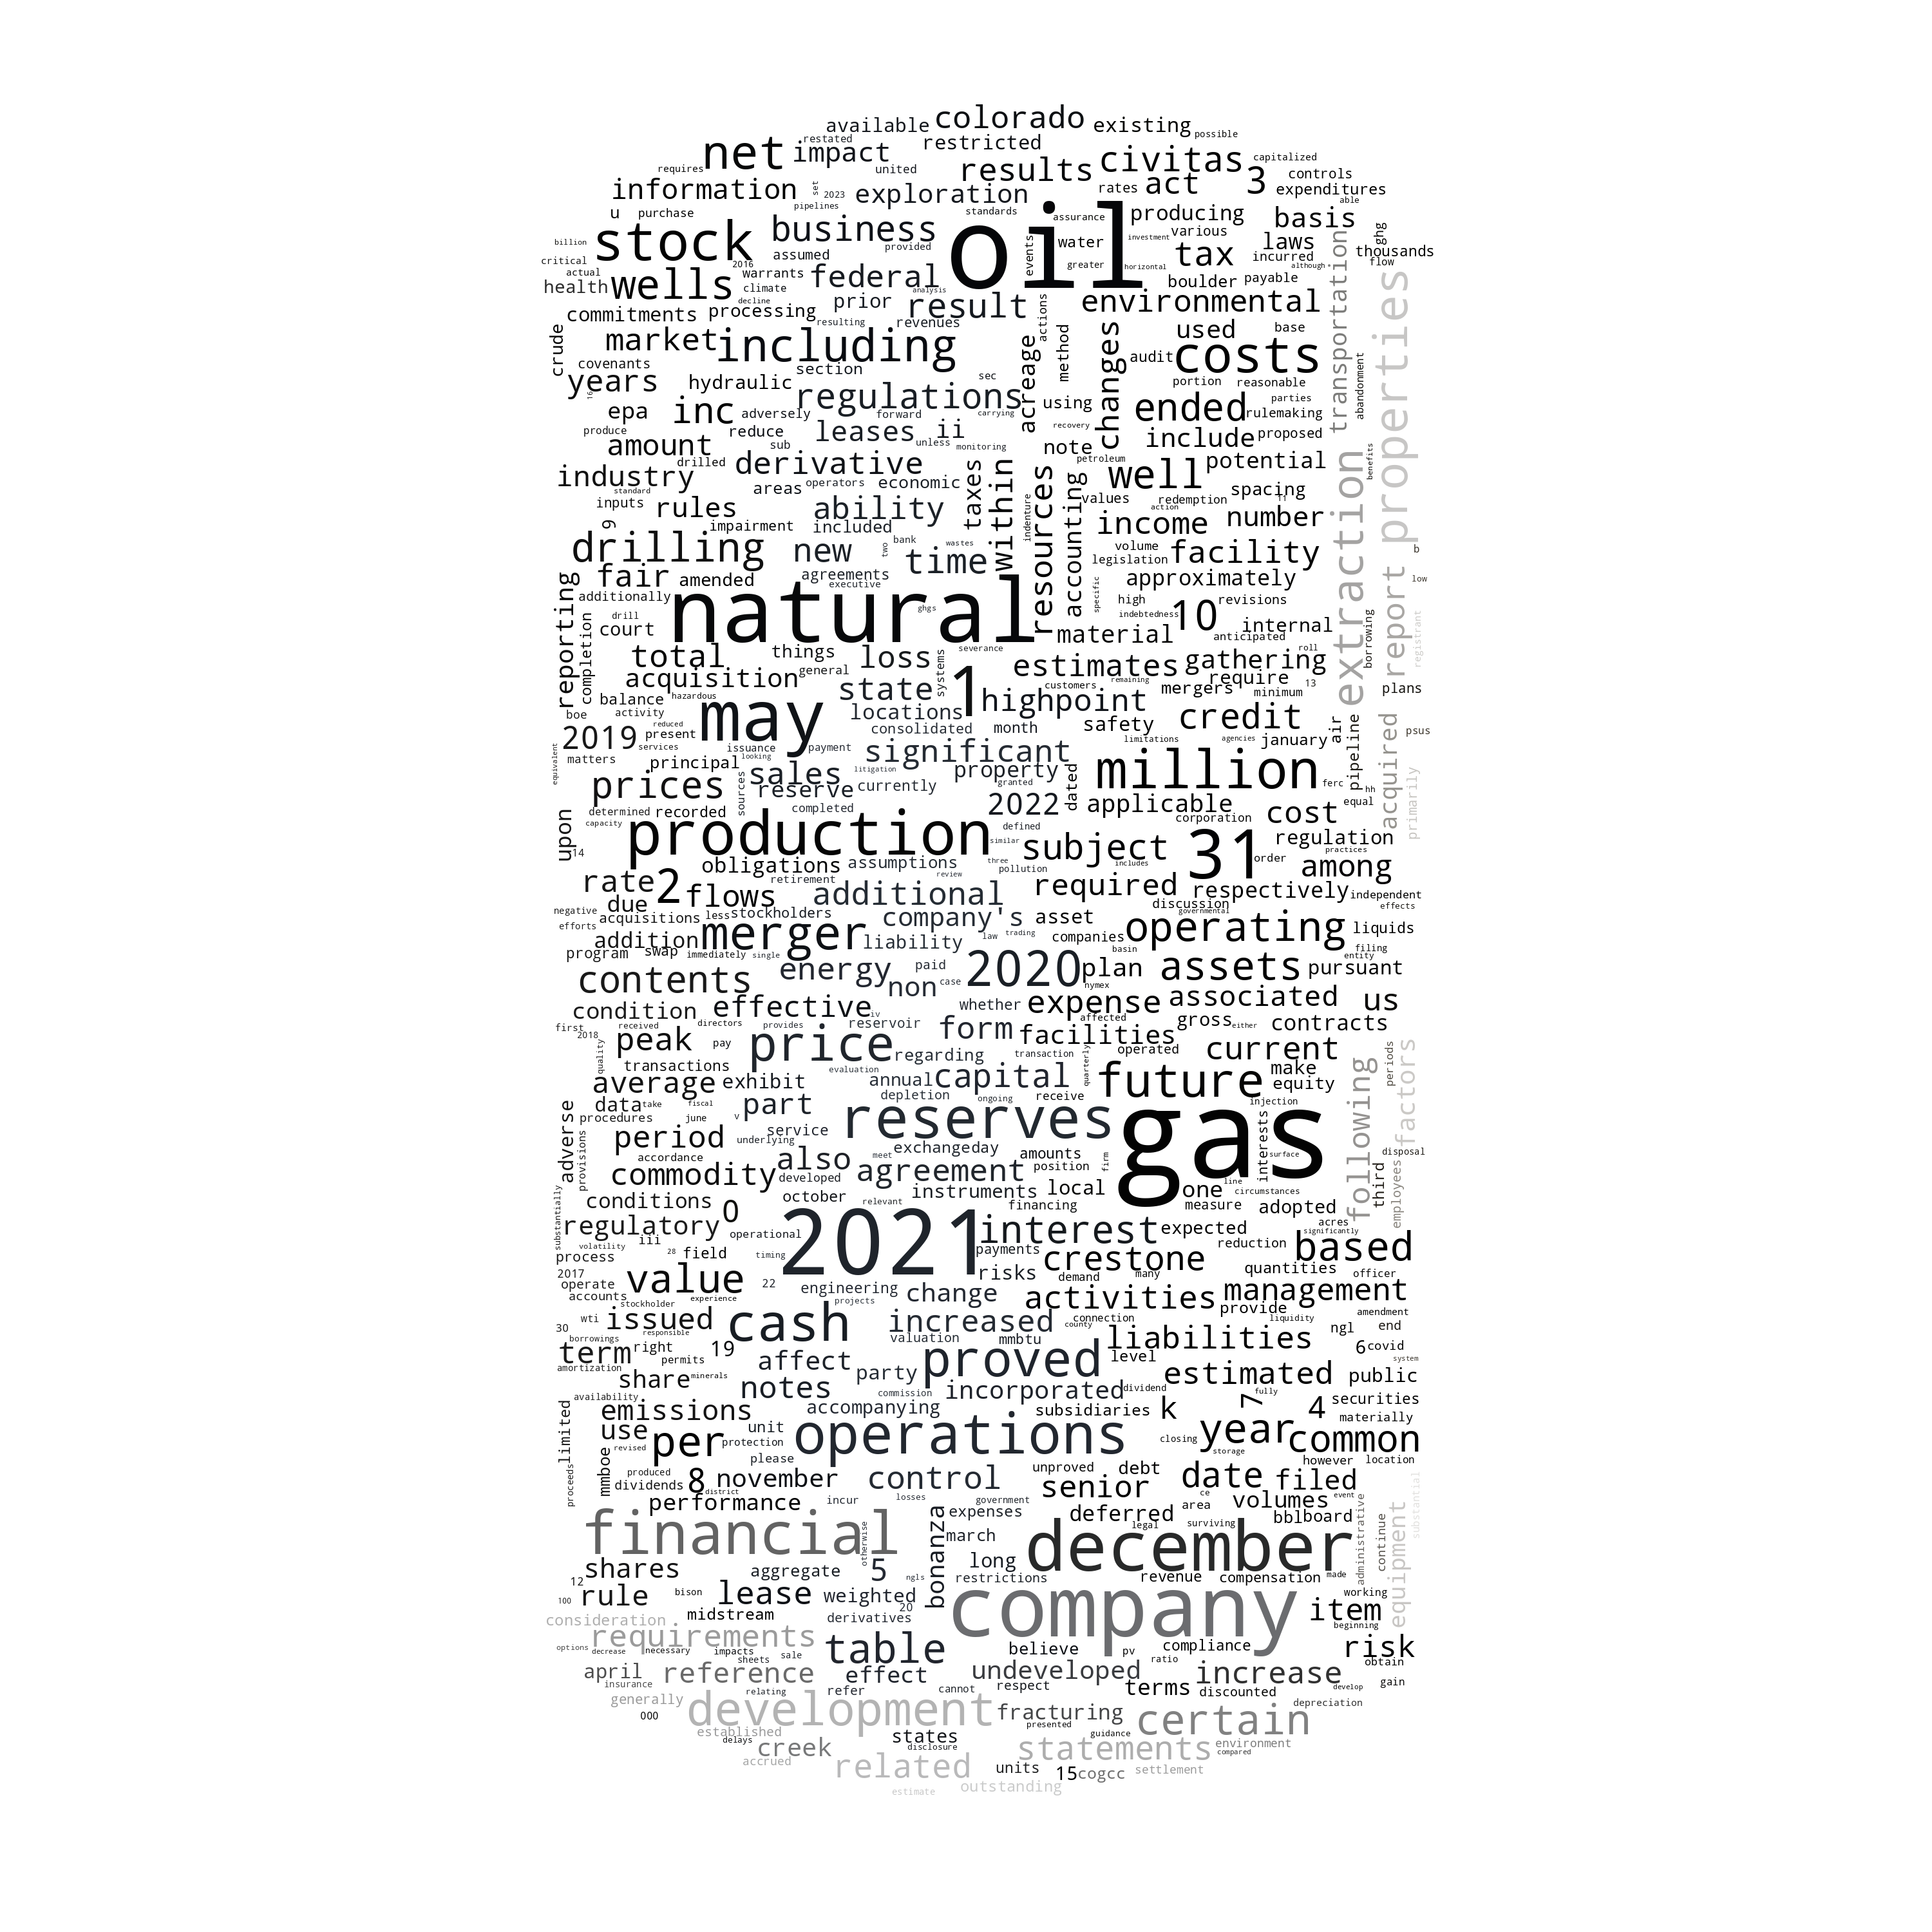 available colorado existing possible
restated restricted
requires net impact united results civitas capitalized
information set 2023 exploration rates act 3 controls expenditures
u purchase pipelines standards assurance producing able basis ghg
billion stock business provided oil events water investment various laws transportation thousands
critical actual 2016 assumed greater horizontal tax incurred although flow
health wells warrants climate federal analysis boulder payable properties
commitments processing decline prior result actions environmental
crude market including resulting revenues acreage method changes used base
covenants section audit costs abandonment
years 16 hydraulic sec portion reasonable
epa inc adversely regulations forward carrying using ended parties rulemaking
produce amount reduce sub leases unless ii monitoring recovery note include proposed
industry drilled derivative petroleum well potential benefits extraction
standard areas operators economic taxes within resources accounting values redemption spacing 11
inputs rules ability indenture action
9 impairment included income number
drilling new two bank time wastes volume legislation facility b
reporting fair amended agreements executive specific approximately report low
additionally natural ghgs high indebtedness 10 revisions
completion drill court material anticipated internal borrowing registrant
total things loss severance systems estimates gathering roll
acquisition general state customers remaining mergers require minimum 13 plans
balance hazardous locations 1 highpoint
boe activity reduced may consolidated month safety credit air psus
2019 present services issuance looking payment significant limitations agencies january pipeline acquired
equivalent matters principal sources sales litigation property granted dated million ferc hh primarily
prices reserve currently equal
upon determined recorded completed 2022 applicable corporation cost
capacity 14 production similar defined subject 31 order regulation practices
obligations assumptions three pollution includes among
rate 2 flows retirement additional review required respectively independent
due less stockholders discussion governmental effects
negative acquisitions company's asset
efforts addition merger liability law trading companies operating liquids
program swap immediately single basin filing entity
contents energy paid case 2020 plan assets pursuant
non nymex
condition effective iv whether expense associated us
first 2018 received directors provides reservoir form affected facilities gross either contracts
quality peak pay price regarding transaction operated current periods factors
transactions evaluation quarterly make
average exhibit annual capital future equity following
data take fiscal part depletion ongoing receive injection
adverse procedures june v reserves gas
period underlying service exchange day interests
provisions accordance also meet amounts firm surface disposal
commodity developed agreement position third employees
substantially conditions october relevant instruments local one line circumstances
0 financing measure adopted
regulatory operational 2021 interest expected acres significantly
iii volatility 28 field timing payments reduction based
process crestone
2017 operate value 22 engineering risks demand many quantities officer
accounts experience change activities management
stockholder projects provide
wti issued cash increased county connection liquidity amendment
30 responsible valuation mmbtu liabilities ngl end
borrowings right 19 6 covid
term permits affect party proved level system
amortization share minerals estimated public
availability notes commission incorporated dividend fully
emissions accompanying subsidiaries k 7 4 securities
limited use unit materially
revised per protection operations closing year common
mmboe please storage however location
proceeds produced dividends 8 district november control unproved debt date filed
performance incur losses government senior ce area volumes event
bonanza expenses deferred bbl board administrative continue equipment substantial
financial otherwise march legal surviving december
shares aggregate 5 long
12 ngls restrictions revenue compensation made
100 rule bison lease weighted company working
20 item
consideration midstream derivatives beginning
requirements table believe pv compliance risk
options decrease necessary impacts sale ratio obtain
sheets
april reference effect undeveloped increase
insurance relating refer cannot respect terms discounted develop gain
generally development depreciation
000 fracturing presented certain
established delays states guidance
creek disclosure statements compared environment
accrued related units 15 cogcc settlement
estimate outstanding